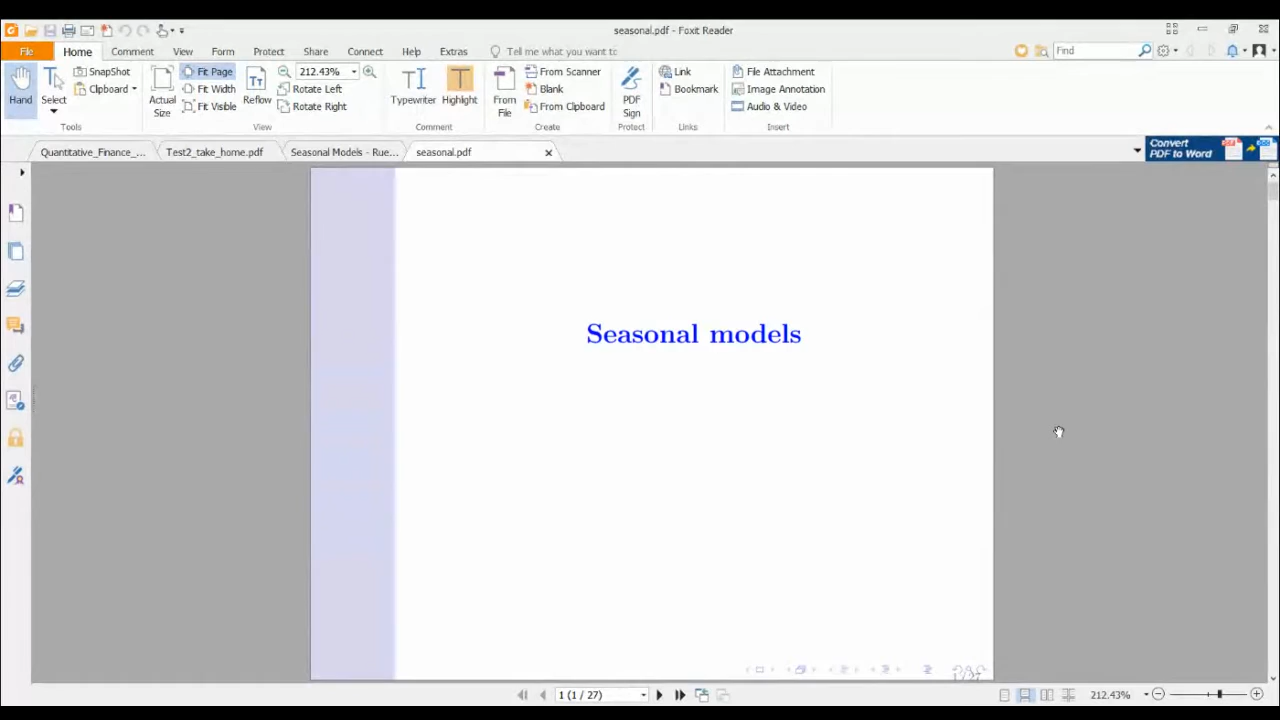 seasonal.pdf - Foxit Reader
File Home Comment View Form Protect Share Connect Help Extras Tell me what you want to Find
Hand
Select
SnapShot
Clipboard
Tools
Actual
Size
Fit Page
Fit Width
Fit Visible
Reflow
212.43%
Rotate Left
Rotate Right
View
Typewriter
Highlight
Comment
From
File
From Scanner
Blank
From Clipboard
Create
PDF
Sign
Protect
Link
Bookmark
Links
File Attachment
Image Annotation
Audio & Video
Insert
Quantitative_Finance_... Test2_take_home.pdf Seasonal Models - Rue... seasonal.pdf
Convert
PDF to Word
Seasonal models
1 (1 / 27) 212.43%